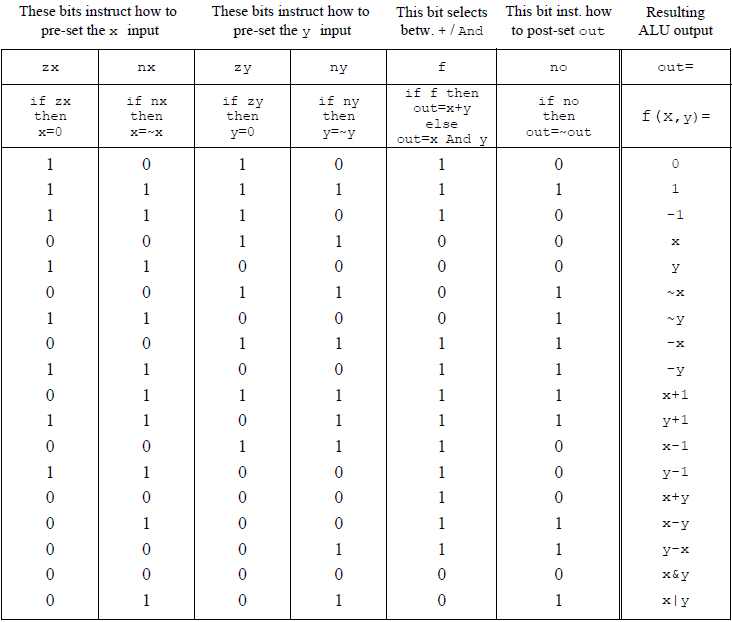 These bits instruct how to These bits instruct how to This bit selects This bit inst. how Resulting
pre-set the x input pre-set the y input betw. + / And to post-set out ALU output
zx nx zy ny f no out=
if zx if nx if zy if ny if f then if no f(x,y)=
then then then then out=x+y then
x=0 x=~x y=0 y=~y else out=~out
out=x And y
1 0 1 0 1 0 0
1 1 1 1 1 1 1
1 1 1 0 1 0 -1
0 0 1 1 0 0 x
1 1 0 0 0 0 y
0 0 1 1 0 1 ~x
1 1 0 0 0 1 ~y
0 0 1 1 1 1 -x
1 1 0 0 1 1 -y
0 1 1 1 1 1 x+1
1 1 0 1 1 1 y+1
0 0 1 1 1 0 x-1
1 1 0 0 1 0 y-1
0 0 0 0 1 0 x+y
0 1 0 0 1 1 x-y
0 0 0 1 1 1 y-x
0 0 0 0 0 0 x&y
0 1 0 1 0 1 x|y